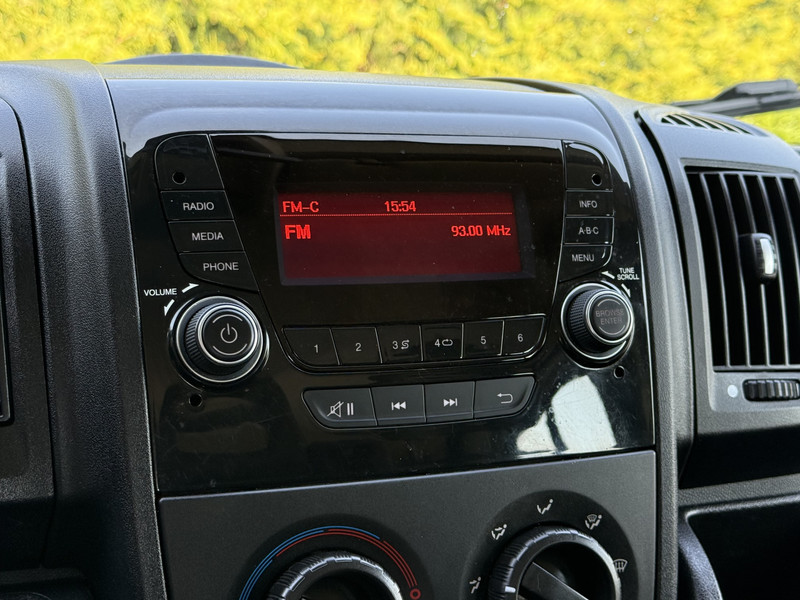 RADIO
MEDIA
PHONE
VOLUME
FM-C 15:54
FM 93.00 MHz
INFO
A·B·C
MENU
TUNE
SCROLL
BROWSE
ENTER
1 2 3 4 5 6